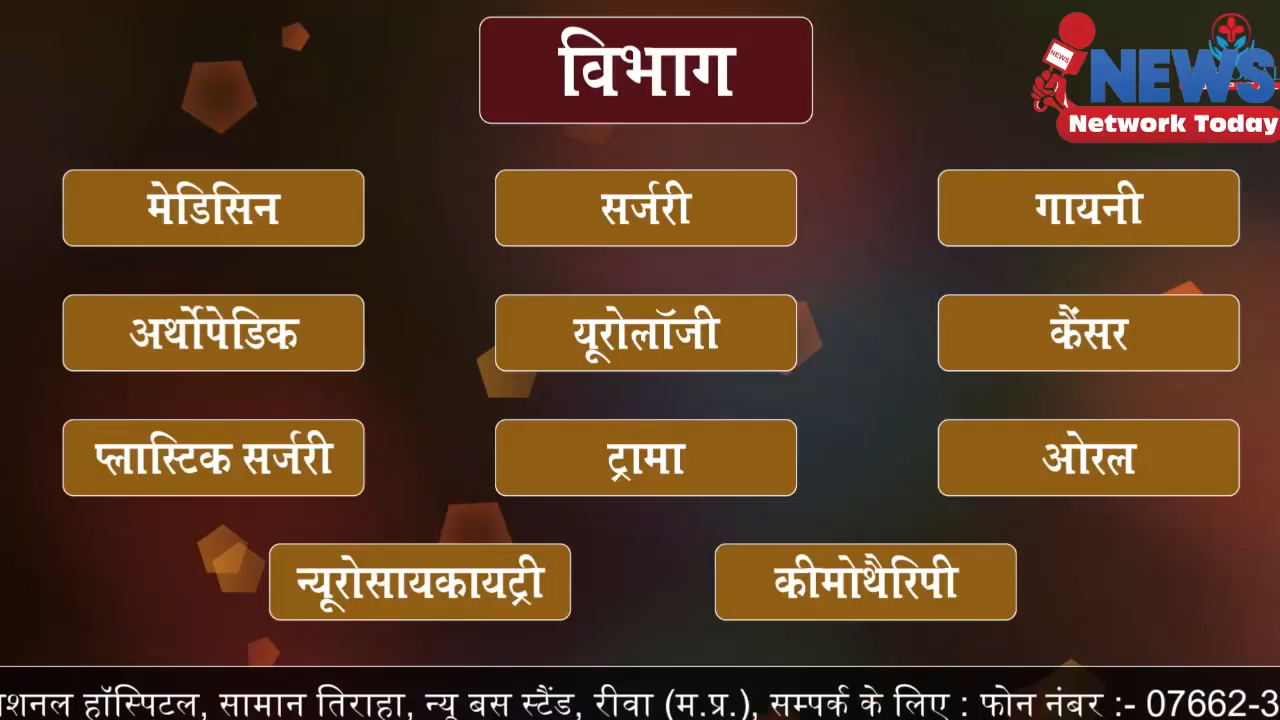 विभाग
NEWS
NEWS
Network Today
मेडिसिन
सर्जरी
गायनी
अर्थोपेडिक
यूरोलॉजी
कैंसर
प्लास्टिक सर्जरी
ट्रामा
ओरल
न्यूरोसायकायट्री
कीमोथैरिपी
शनल हॉस्पिटल, सामान तिराहा, न्यू बस स्टैंड, रीवा (म.प्र.), सम्पर्क के लिए : फोन नंबर :- 07662-3